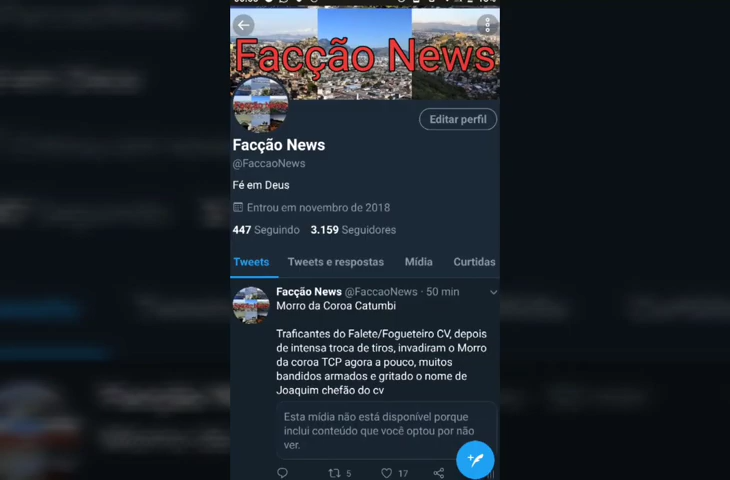 Facção News
Editar perfil
Facção News
@FaccaoNews
Fé em Deus
Entrou em novembro de 2018
447 Seguindo 3.159 Seguidores
Tweets Tweets e respostas Mídia Curtidas
Facção News @FaccaoNews · 50 min
Morro da Coroa Catumbi
Traficantes do Falete/Fogueteiro CV, depois
de intensa troca de tiros, invadiram o Morro
da coroa TCP agora a pouco, muitos
bandidos armados e gritado o nome de
Joaquim chefão do cv
Esta mídia não está disponível porque
inclui conteúdo que você optou por não
ver.
5 17